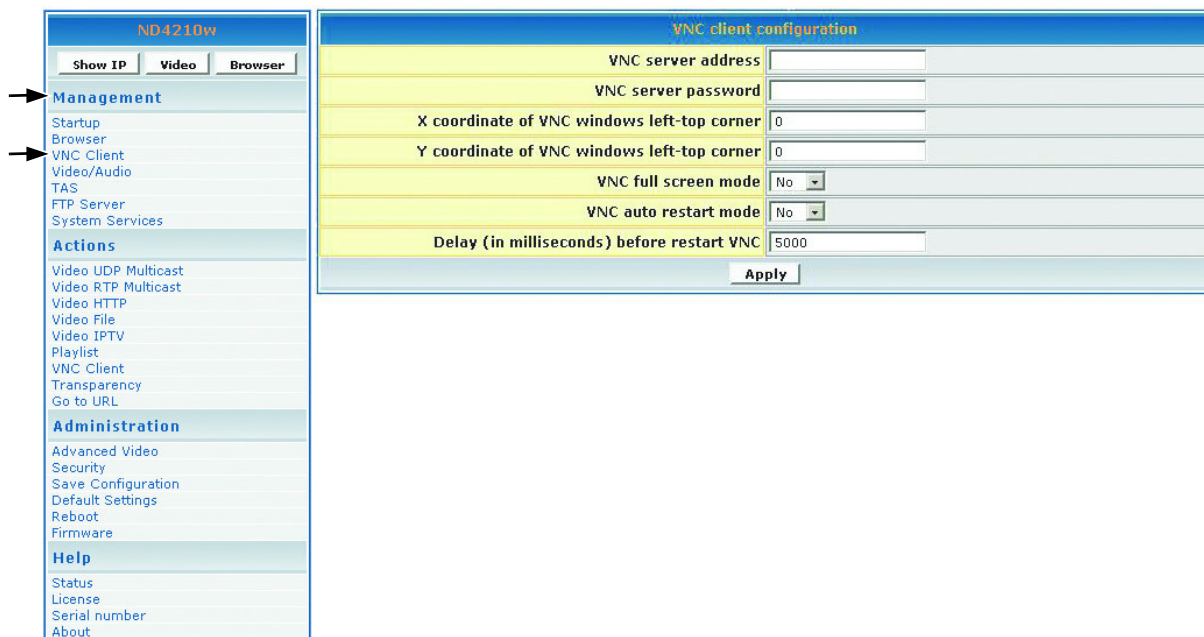 ND4210w
Show IP Video Browser
Management
Startup
Browser
VNC Client
Video/Audio
TAS
FTP Server
System Services
Actions
Video UDP Multicast
Video RTP Multicast
Video HTTP
Video File
Video IPTV
Playlist
VNC Client
Transparency
Go to URL
Administration
Advanced Video
Security
Save Configuration
Default Settings
Reboot
Firmware
Help
Status
License
Serial number
About
VNC client configuration
VNC server address
VNC server password
X coordinate of VNC windows left-top corner 0
Y coordinate of VNC windows left-top corner 0
VNC full screen mode No
VNC auto restart mode No
Delay (in milliseconds) before restart VNC 5000
Apply